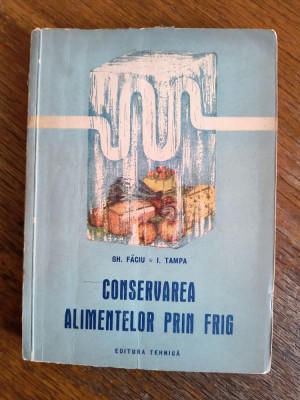 GH. FĂCIU • I. TAMPA
CONSERVAREA
ALIMENTELOR PRIN FRIG
EDITURA TEHNICĂ